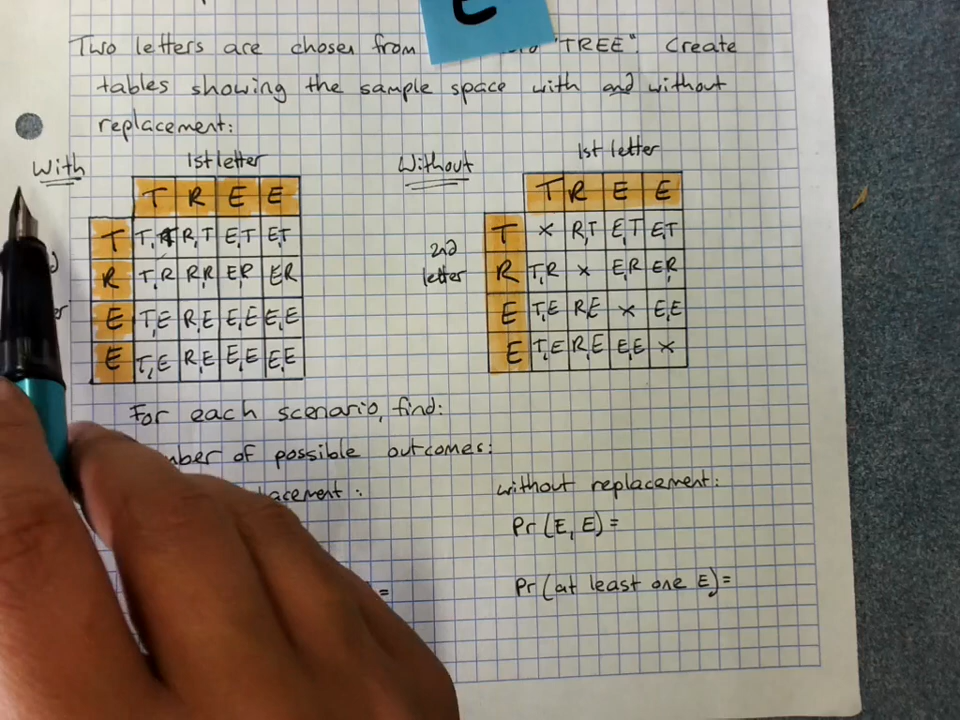 E
Two letters are chosen from "TREE". Create
tables showing the sample space with and without
replacement:
With
1st letter
T R E E
T T,T R,T E,T E,T
R T,R R,R E,R E,R
E T,E R,E E,E E,E
E T,E R,E E,E E,E
Without
1st letter
2nd
letter
T R E E
T × R,T E,T E,T
R T,R × E,R E,R
E T,E R,E × E,E
E T,E R,E E,E ×
For each scenario, find:
of possible outcomes:
without replacement:
Pr(E, E) =
=
Pr(at least one E) =